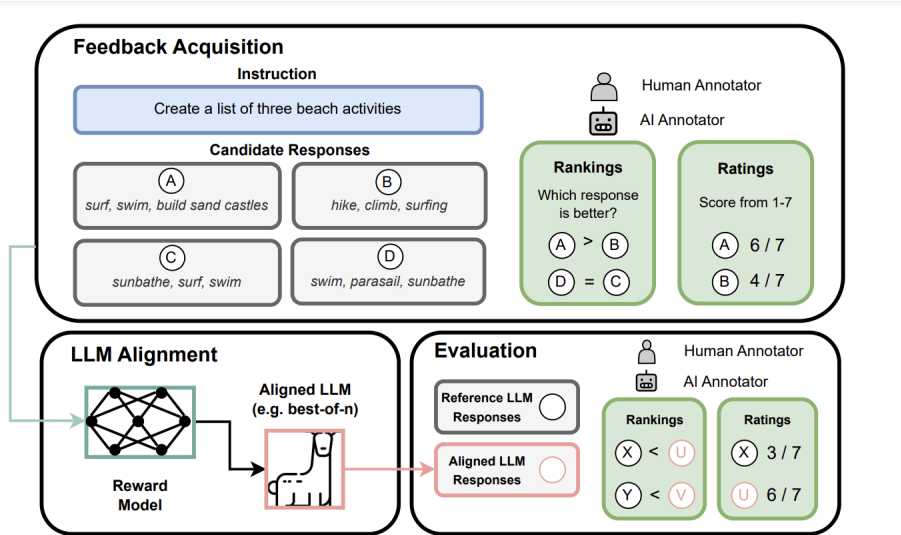 Feedback Acquisition
Instruction
Create a list of three beach activities
Candidate Responses
A
surf, swim, build sand castles
B
hike, climb, surfing
C
sunbathe, surf, swim
D
swim, parasail, sunbathe
Human Annotator
AI Annotator
Rankings
Which response
is better?
A > B
D = C
Ratings
Score from 1-7
A 6 / 7
B 4 / 7
LLM Alignment
Reward
Model
Aligned LLM
(e.g. best-of-n)
Evaluation
Reference LLM
Responses
Aligned LLM
Responses
Human Annotator
AI Annotator
Rankings
X < U
Y < V
Ratings
X 3 / 7
U 6 / 7